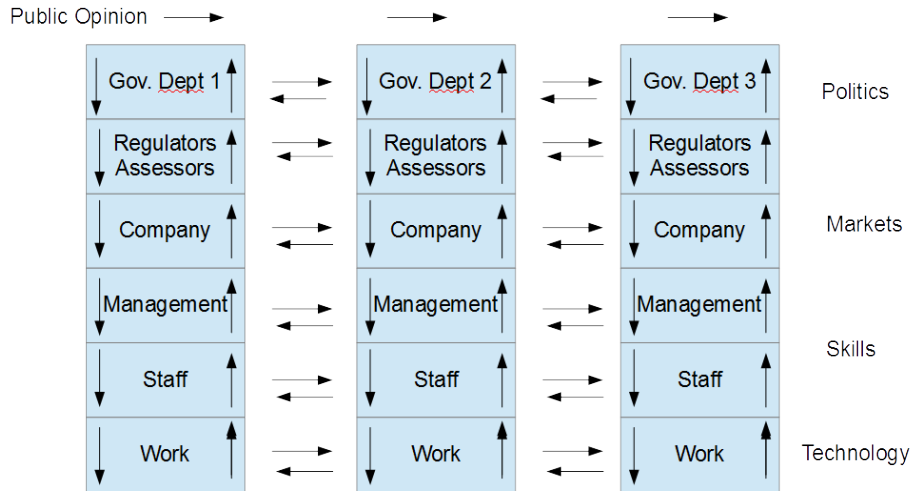 Public Opinion
Gov. Dept 1
Gov. Dept 2
Gov. Dept 3
Politics
Regulators
Assessors
Regulators
Assessors
Regulators
Assessors
Company
Company
Company
Markets
Management
Management
Management
Skills
Staff
Staff
Staff
Work
Work
Work
Technology